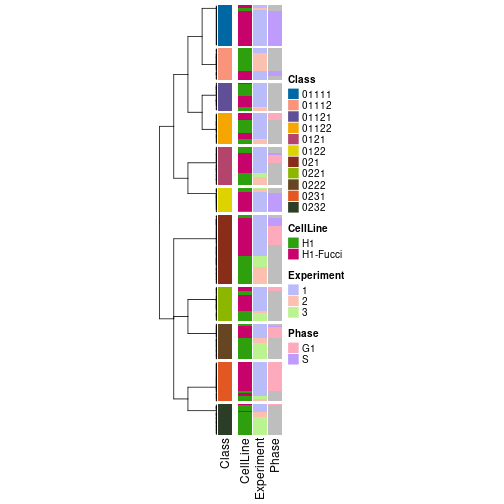 Class
01111
01112
01121
01122
0121
0122
021
0221
0222
0231
0232
CellLine
H1
H1-Fucci
Experiment
1
2
3
Phase
G1
S
Class
CellLine
Experiment
Phase